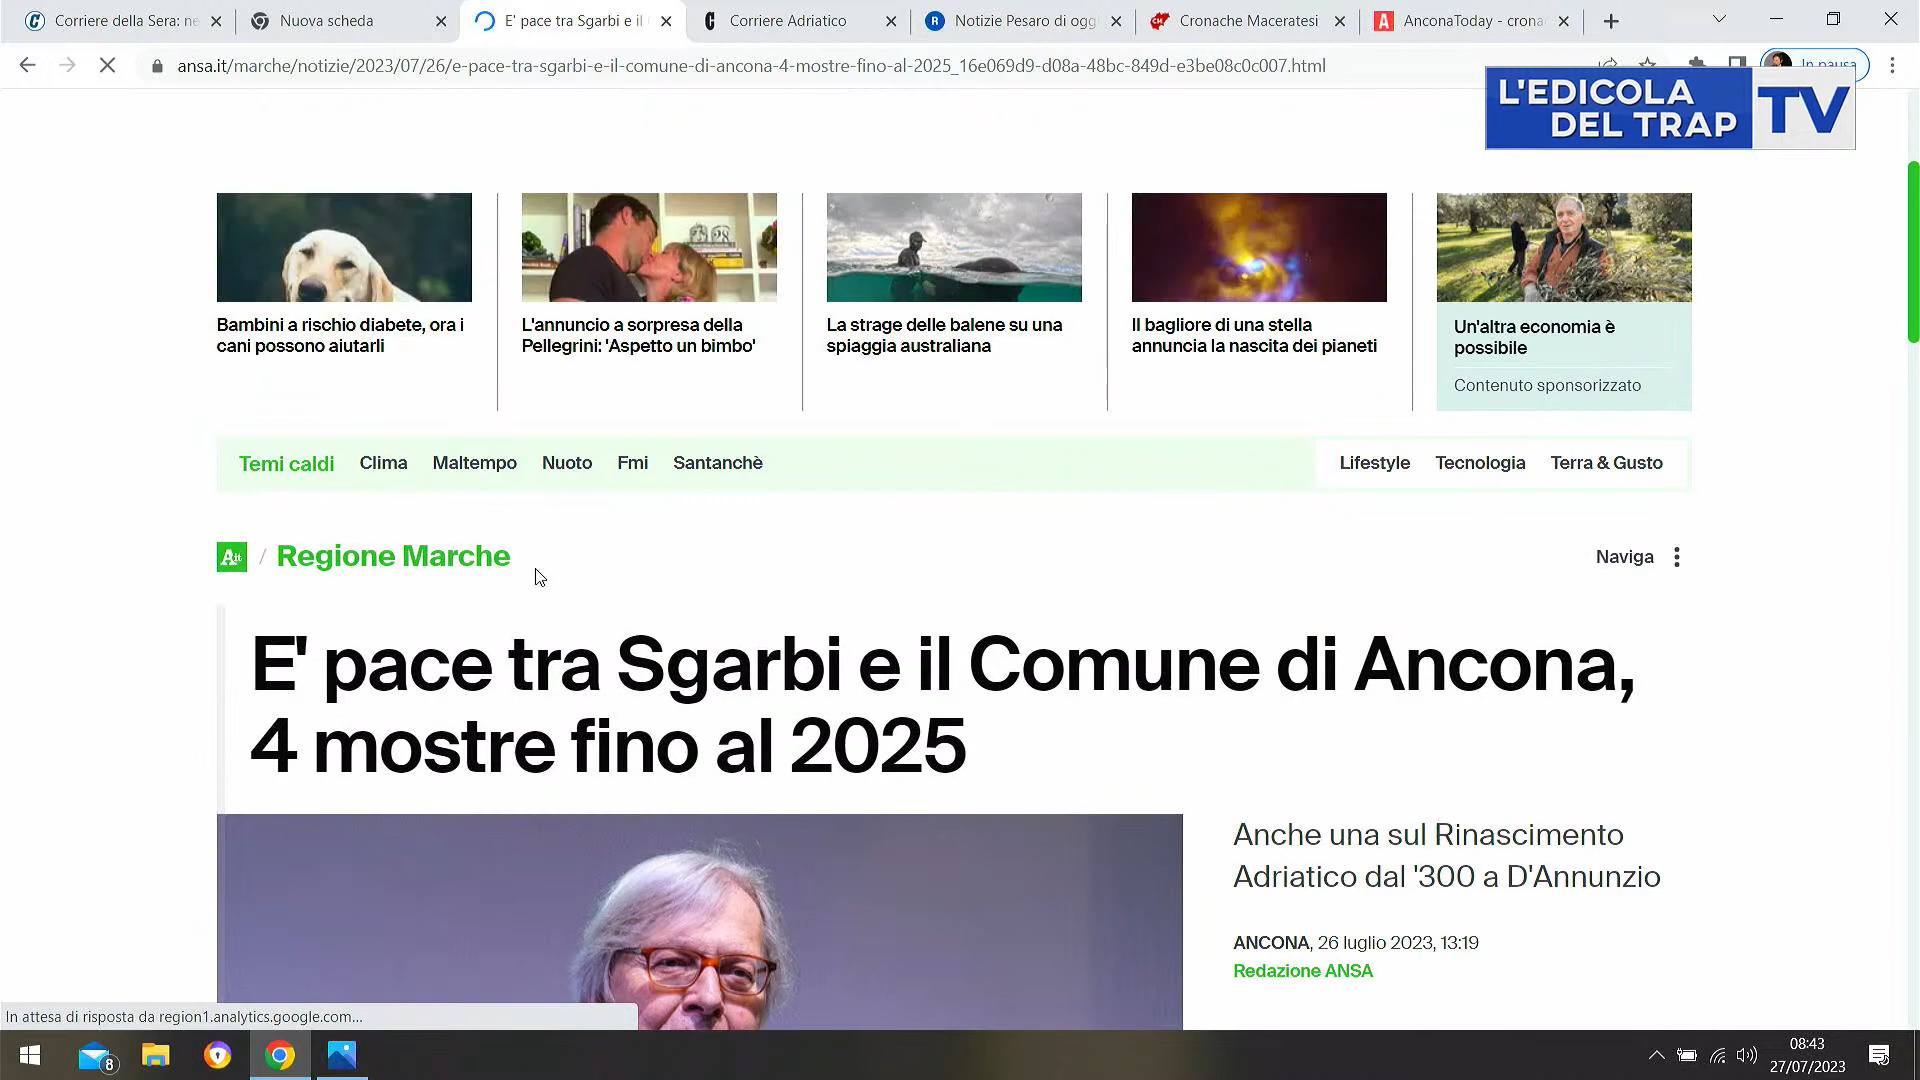 Corriere della Sera: ne
Nuova scheda
E' pace tra Sgarbi e il
Corriere Adriatico
Notizie Pesaro di ogg
Cronache Maceratesi
AnconaToday - crona
ansa.it/marche/notizie/2023/07/26/e-pace-tra-sgarbi-e-il-comune-di-ancona-4-mostre-fino-al-2025_16e069d9-d08a-48bc-849d-e3be08c0c007.html
In pausa
L'EDICOLA
DEL TRAP
TV
Bambini a rischio diabete, ora i
cani possono aiutarli
L'annuncio a sorpresa della
Pellegrini: 'Aspetto un bimbo'
La strage delle balene su una
spiaggia australiana
Il bagliore di una stella
annuncia la nascita dei pianeti
Un'altra economia è
possibile
Contenuto sponsorizzato
Temi caldi Clima Maltempo Nuoto Fmi Santanchè Lifestyle Tecnologia Terra & Gusto
A.it / Regione Marche
Naviga
E' pace tra Sgarbi e il Comune di Ancona,
4 mostre fino al 2025
Anche una sul Rinascimento
Adriatico dal '300 a D'Annunzio
ANCONA, 26 luglio 2023, 13:19
Redazione ANSA
In attesa di risposta da region1.analytics.google.com...
8
08:43
27/07/2023